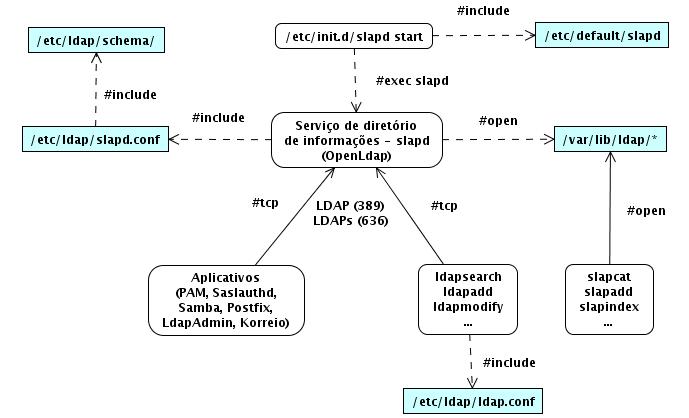 #include
/etc/ldap/schema/
/etc/init.d/slapd start
/etc/default/slapd
#include
#exec slapd
#include
#open
/etc/ldap/slapd.conf
Serviço de diretório
de informações - slapd
(OpenLdap)
/var/lib/ldap/*
#tcp
LDAP (389)
LDAPs (636)
#tcp
#open
Aplicativos
(PAM, Saslauthd,
Samba, Postfix,
LdapAdmin, Korreio)
ldapsearch
ldapadd
ldapmodify
...
slapcat
slapadd
slapindex
...
#include
/etc/ldap/ldap.conf